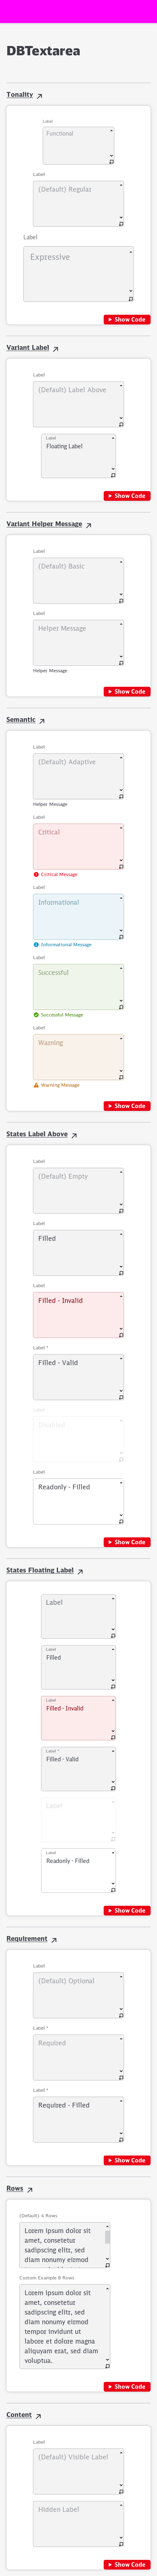 DBTextarea
Tonality
Label
Functional
Label
(Default) Regular
Label
Expressive
Show Code
Variant Label
Label
(Default) Label Above
Label
Floating Label
Show Code
Variant Helper Message
Label
(Default) Basic
Label
Helper Message
Helper Message
Show Code
Semantic
Label
(Default) Adaptive
Helper Message
Label
Critical
Critical Message
Label
Informational
Informational Message
Label
Successful
Successful Message
Label
Warning
Warning Message
Show Code
States Label Above
Label
(Default) Empty
Label
Filled
Label
Filled - Invalid
Label *
Filled - Valid
Label
Disabled
Label
Readonly - Filled
Show Code
States Floating Label
Label
Label
Filled
Label
Filled - Invalid
Label *
Filled - Valid
Label
Label
Readonly - Filled
Show Code
Requirement
Label
(Default) Optional
Label *
Required
Label *
Required - Filled
Show Code
Rows
(Default) 4 Rows
Lorem ipsum dolor sit
amet, consetetur
sadipscing elitr, sed
diam nonumy eirmod
Custom Example 8 Rows
Lorem ipsum dolor sit
amet, consetetur
sadipscing elitr, sed
diam nonumy eirmod
tempor invidunt ut
labore et dolore magna
aliquyam erat, sed diam
voluptua.
Show Code
Content
Label
(Default) Visible Label
Hidden Label
Show Code